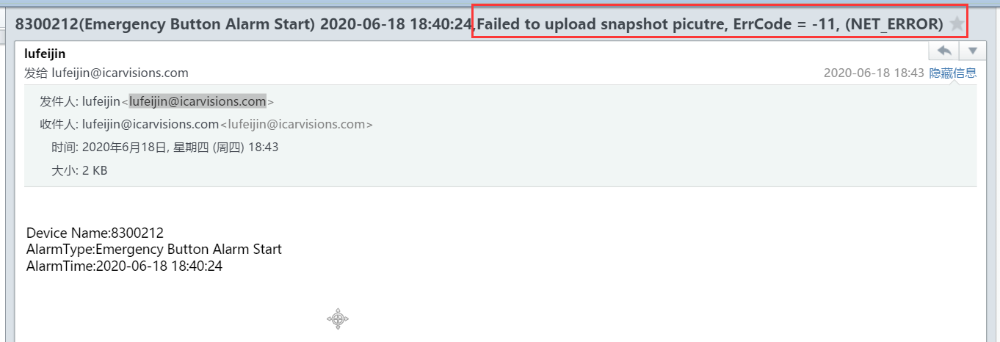 8300212(Emergency Button Alarm Start) 2020-06-18 18:40:24,Failed to upload snapshot picutre, ErrCode = -11, (NET_ERROR)
lufeijin
发给 lufeijin@icarvisions.com
2020-06-18 18:43 隐藏信息
发件人: lufeijin<lufeijin@icarvisions.com>
收件人: lufeijin@icarvisions.com<lufeijin@icarvisions.com>
时间: 2020年6月18日, 星期四 (周四) 18:43
大小: 2 KB
Device Name:8300212
AlarmType:Emergency Button Alarm Start
AlarmTime:2020-06-18 18:40:24